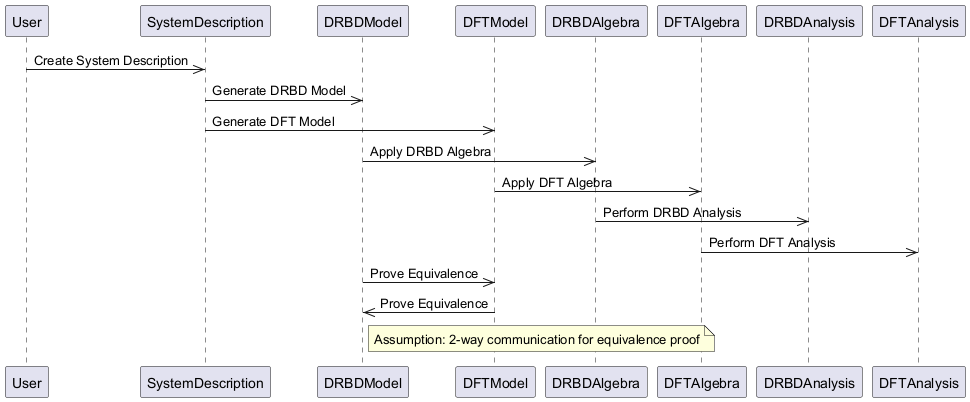 User SystemDescription DRBDModel DFTModel DRBDAlgebra DFTAlgebra DRBDAnalysis DFTAnalysis
Create System Description
Generate DRBD Model
Generate DFT Model
Apply DRBD Algebra
Apply DFT Algebra
Perform DRBD Analysis
Perform DFT Analysis
Prove Equivalence
Prove Equivalence
Assumption: 2-way communication for equivalence proof
User SystemDescription DRBDModel DFTModel DRBDAlgebra DFTAlgebra DRBDAnalysis DFTAnalysis